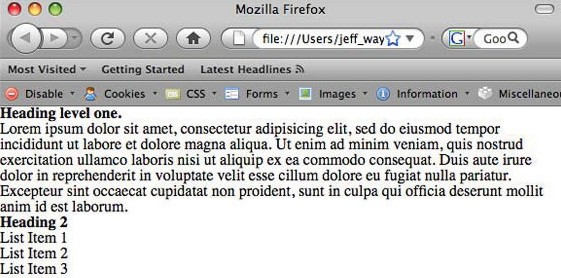 Mozilla Firefox
file:///Users/jeff_way G Goo
Most Visited Getting Started Latest Headlines
Disable Cookies CSS Forms Images Information Miscellaneo
Heading level one.
Lorem ipsum dolor sit amet, consectetur adipisicing elit, sed do eiusmod tempor
incididunt ut labore et dolore magna aliqua. Ut enim ad minim veniam, quis nostrud
exercitation ullamco laboris nisi ut aliquip ex ea commodo consequat. Duis aute irure
dolor in reprehenderit in voluptate velit esse cillum dolore eu fugiat nulla pariatur.
Excepteur sint occaecat cupidatat non proident, sunt in culpa qui officia deserunt mollit
anim id est laborum.
Heading 2
List Item 1
List Item 2
List Item 3